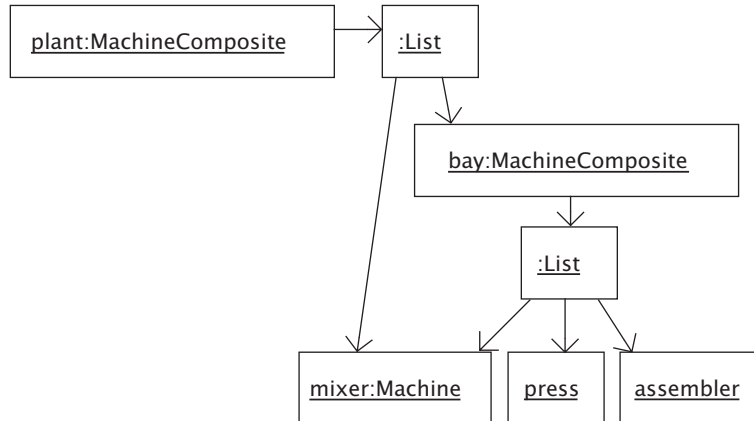 plant:MachineComposite
:List
bay:MachineComposite
:List
mixer:Machine
press
assembler